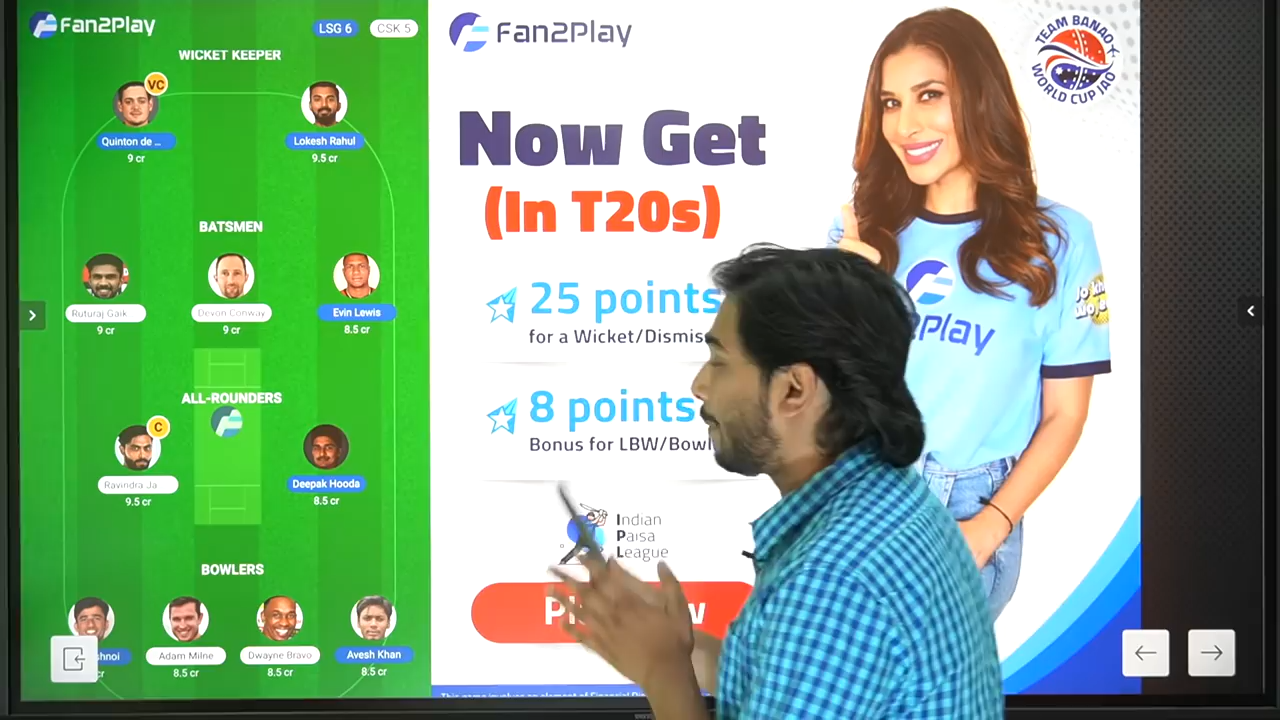 Fan2Play
LSG 6
CSK 5
WICKET KEEPER
VC
Quinton de ...
9 cr
Lokesh Rahul
9.5 cr
BATSMEN
Ruturaj Gaik
9 cr
Devon Conway
9 cr
Evin Lewis
8.5 cr
ALL-ROUNDERS
C
Ravindra Ja
9.5 cr
Deepak Hooda
8.5 cr
BOWLERS
shnoi
cr
Adam Milne
8.5 cr
Dwayne Bravo
8.5 cr
Avesh Khan
8.5 cr
Fan2Play
Now Get
(In T20s)
25 points
for a Wicket/Dismis
8 points
Bonus for LBW/Bowl
Indian
Paisa
League
Pl w
TEAM BANAO
WORLD CUP JAO
2Play